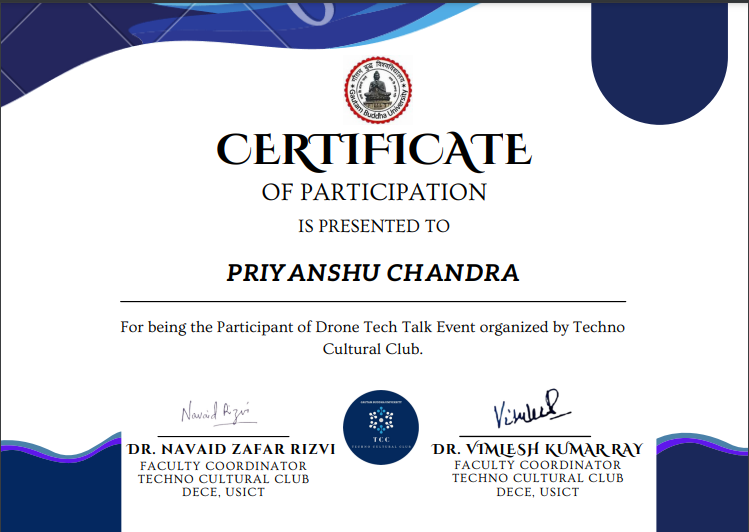 गौतम बुद्ध विश्वविद्यालय
Gautam Buddha University
CERTIFICATE
OF PARTICIPATION
IS PRESENTED TO
PRIYANSHU CHANDRA
For being the Participant of Drone Tech Talk Event organized by Techno
Cultural Club.
Navaid Rizvi
Vimlesh
GAUTAM BUDDHA UNIVERSITY
TCC
TECHNO CULTURAL CLUB
DR. NAVAID ZAFAR RIZVI
FACULTY COORDINATOR
TECHNO CULTURAL CLUB
DECE, USICT
DR. VIMLESH KUMAR RAY
FACULTY COORDINATOR
TECHNO CULTURAL CLUB
DECE, USICT